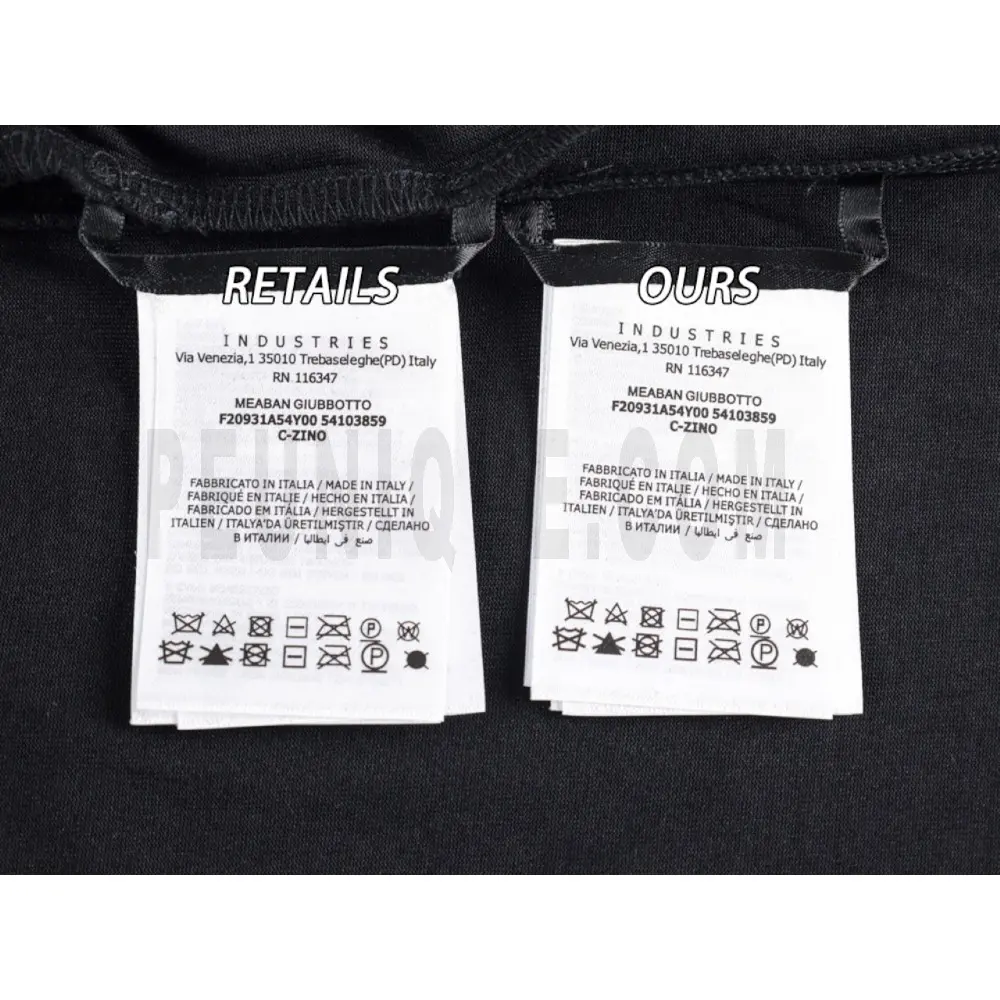 RETAILS
INDUSTRIES
Via Venezia,1 35010 Trebaseleghe(PD) Italy
RN 116347
MEABAN GIUBBOTTO
F20931A54Y00 54103859
C-ZINO
FABBRICATO IN ITALIA / MADE IN ITALY /
FABRIQUÉ EN ITALIE / HECHO EN ITALIA /
FABRICADO EM ITÁLIA / HERGESTELLT IN
ITALIEN / ITALYA'DA ÜRETILMIŞTIR / СДЕЛАНО
В ИТАЛИИ / صنع في ايطاليا
P
W
P
OURS
INDUSTRIES
Via Venezia,1 35010 Trebaseleghe(PD) Italy
RN 116347
MEABAN GIUBBOTTO
F20931A54Y00 54103859
C-ZINO
FABBRICATO IN ITALIA / MADE IN ITALY /
FABRIQUÉ EN ITALIE / HECHO EN ITALIA /
FABRICADO EM ITÁLIA / HERGESTELLT IN
ITALIEN / ITALYA'DA ÜRETILMIŞTIR / СДЕЛАНО
В ИТАЛИИ / صنع في ايطاليا
P
W
P
PEUNIQUE.COM